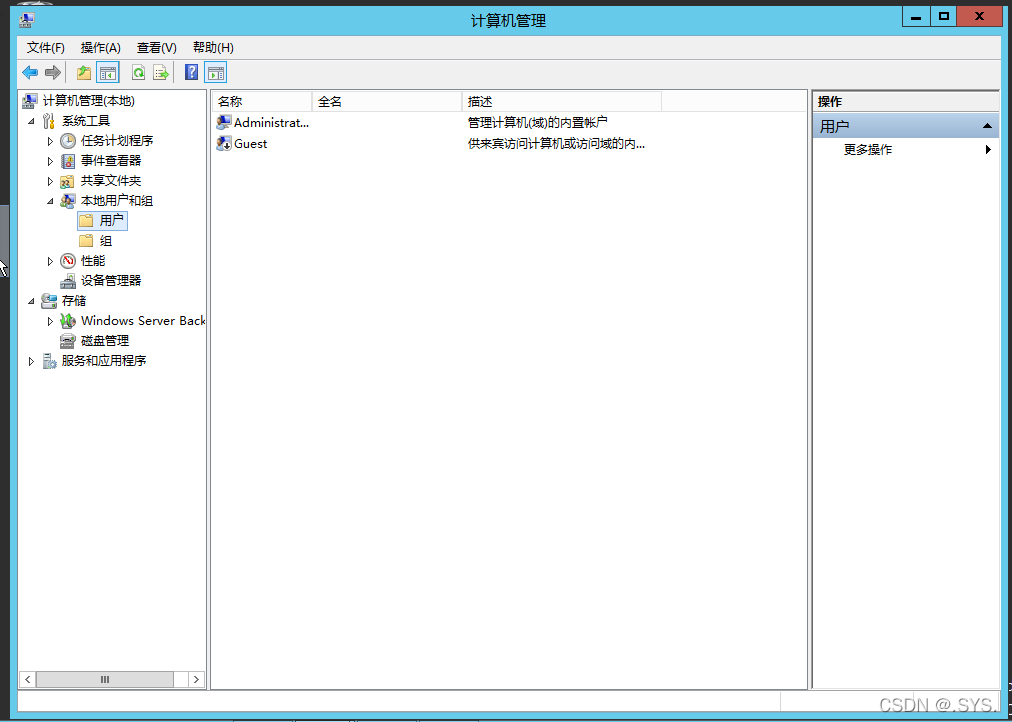 计算机管理
文件(F) 操作(A) 查看(V) 帮助(H)
计算机管理(本地)
系统工具
任务计划程序
事件查看器
共享文件夹
本地用户和组
用户
组
性能
设备管理器
存储
Windows Server Back
磁盘管理
服务和应用程序
名称 全名 描述
Administrat... 管理计算机(域)的内置帐户
Guest 供来宾访问计算机或访问域的内...
操作
用户
更多操作
CSDN @.SYS.